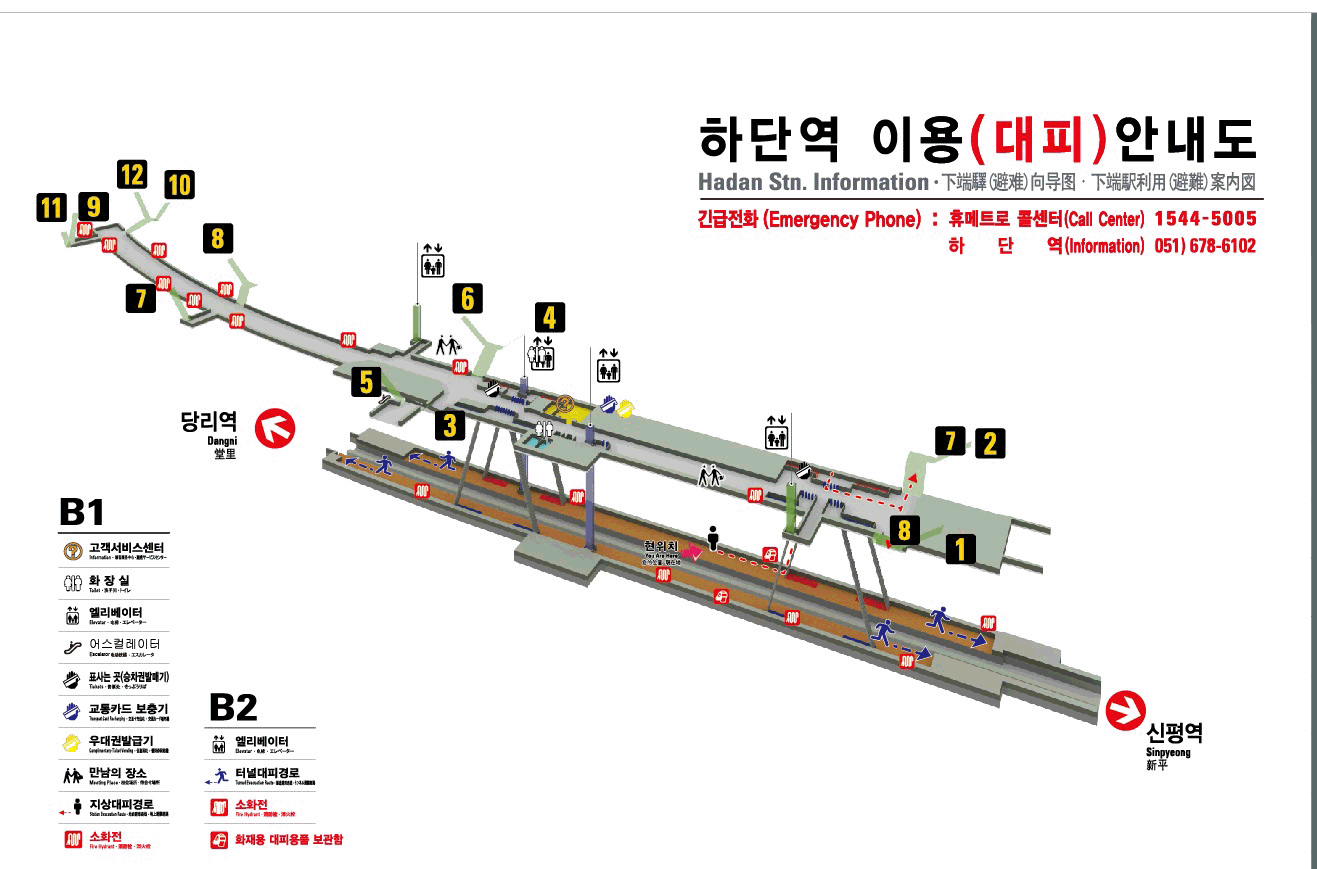 하단역 이용(대피)안내도
Hadan Stn. Information · 下端驛(避难)向导图 · 下端駅利用(避難)案内図
긴급전화 (Emergency Phone) : 휴메트로 콜센터(Call Center) 1544-5005
하 단 역(Information) 051) 678-6102
12
10
11
9
8
7
6
4
5
3
7
2
8
1
당리역
Dangni
堂里
현위치
You Are Here
신평역
Sinpyeong
新平
B1
고객서비스센터
화 장 실
엘리베이터
어스컬레이터
표사는 곳(승차권발매기)
교통카드 보충기
우대권발급기
만남의 장소
지상대피경로
소화전
B2
엘리베이터
터널대피경로
소화전
화재용 대피용품 보관함